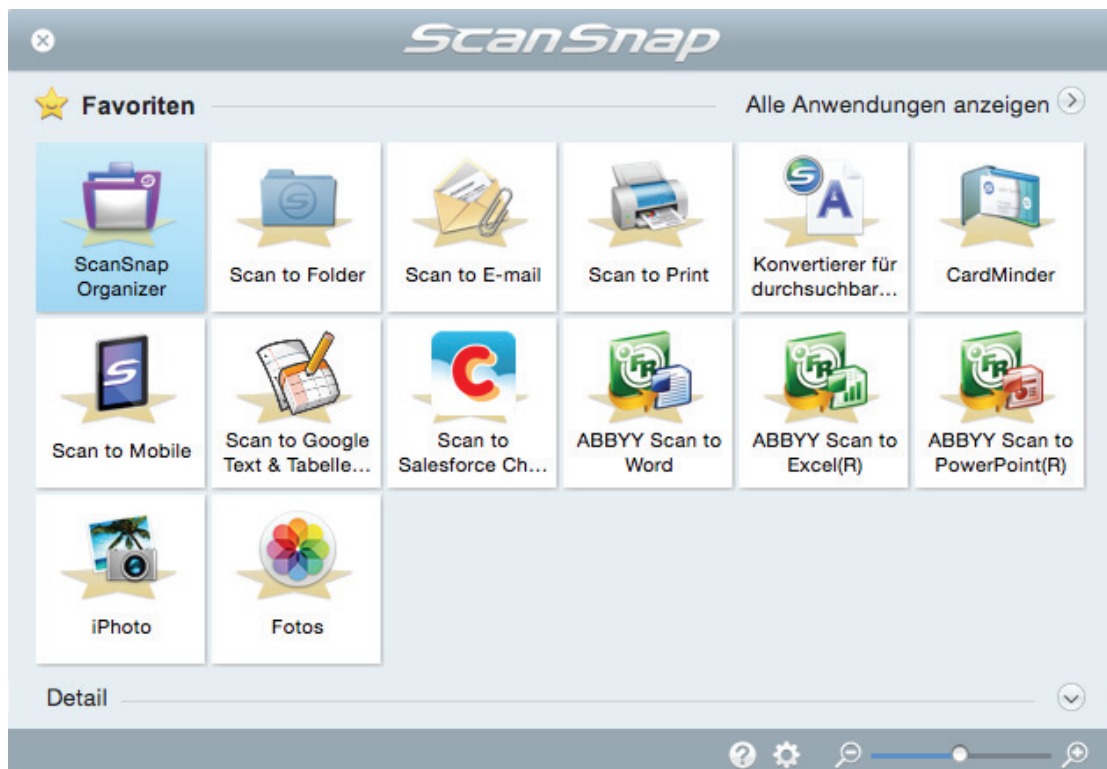 ScanSnap
Favoriten
Alle Anwendungen anzeigen
ScanSnap
Organizer
Scan to Folder
Scan to E-mail
Scan to Print
Konvertierer für
durchsuchbar...
CardMinder
Scan to Mobile
Scan to Google
Text & Tabelle...
Scan to
Salesforce Ch...
ABBYY Scan to
Word
ABBYY Scan to
Excel(R)
ABBYY Scan to
PowerPoint(R)
iPhoto
Fotos
Detail